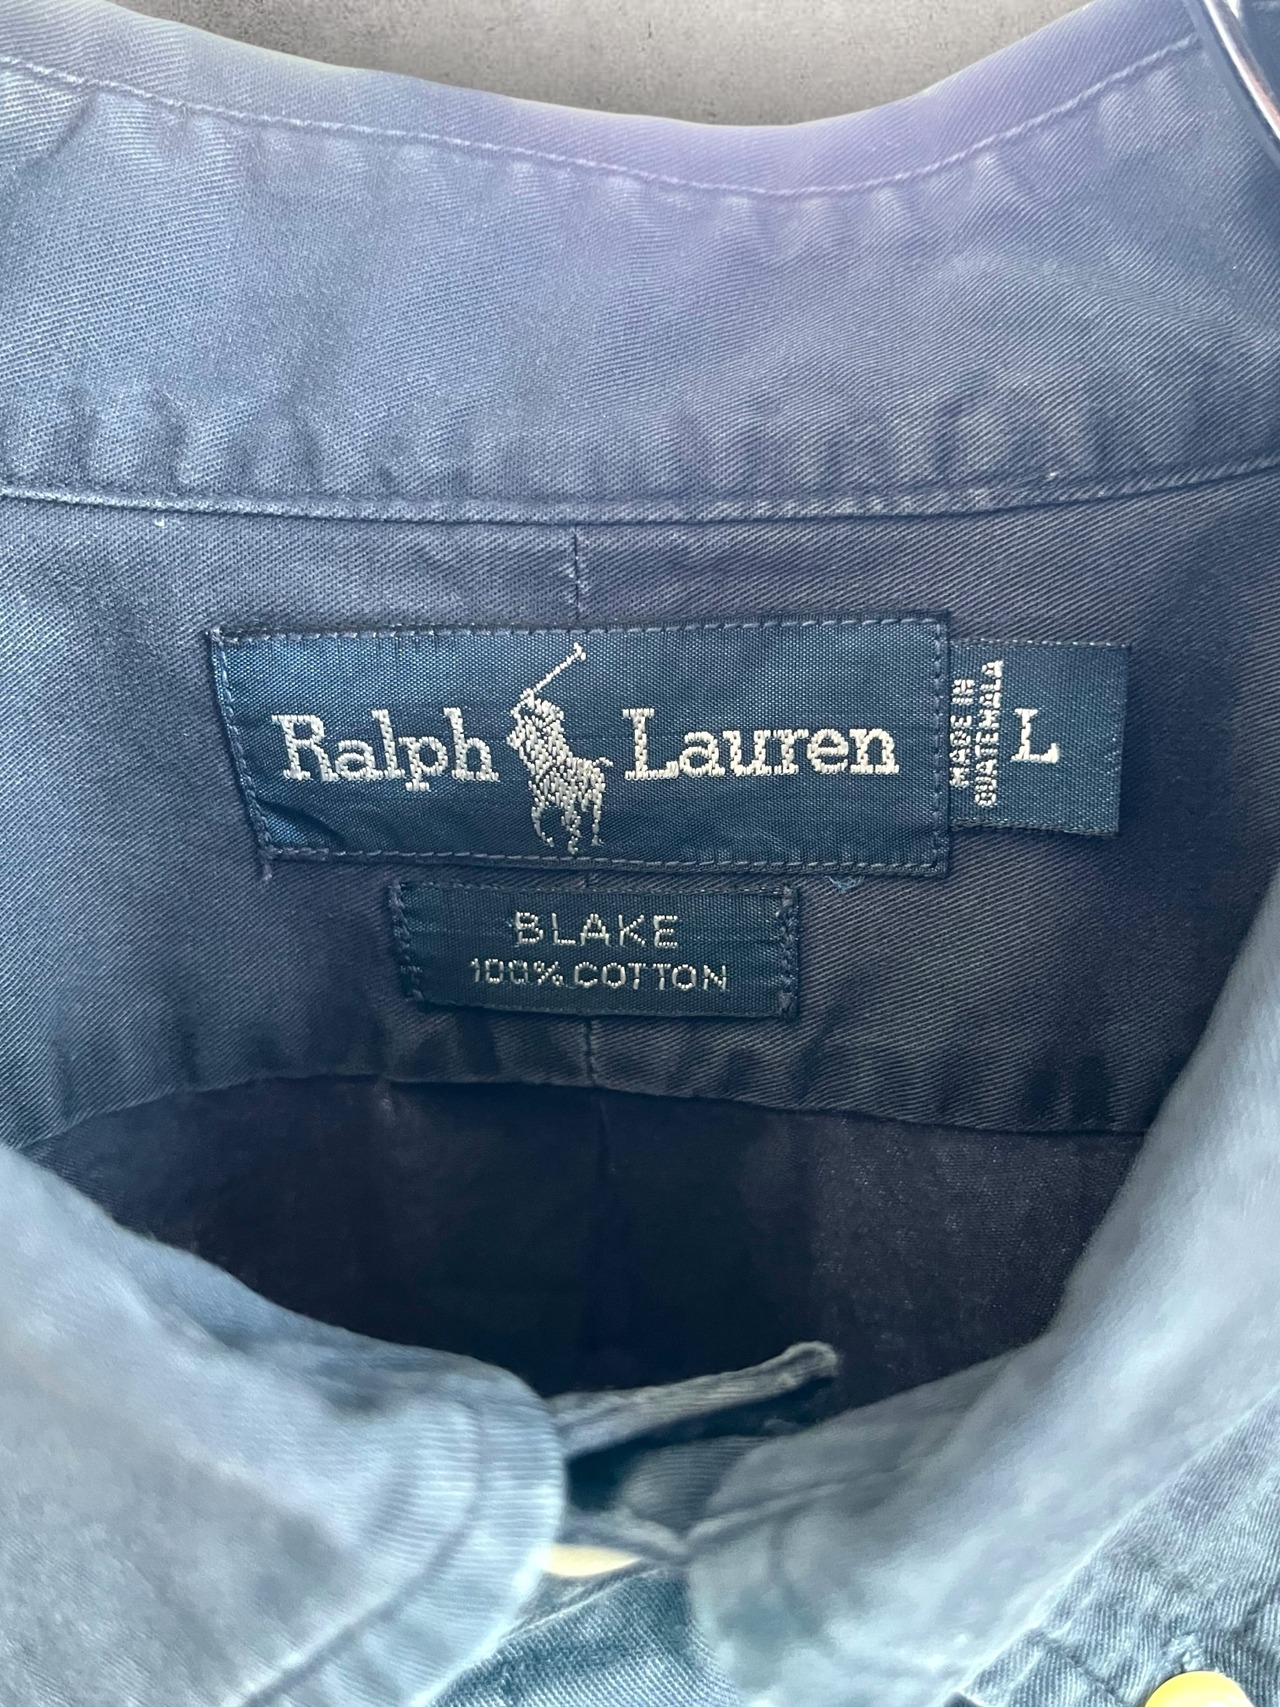 Ralph Lauren
MADE IN
GUATEMALA
L
BLAKE
100% COTTON